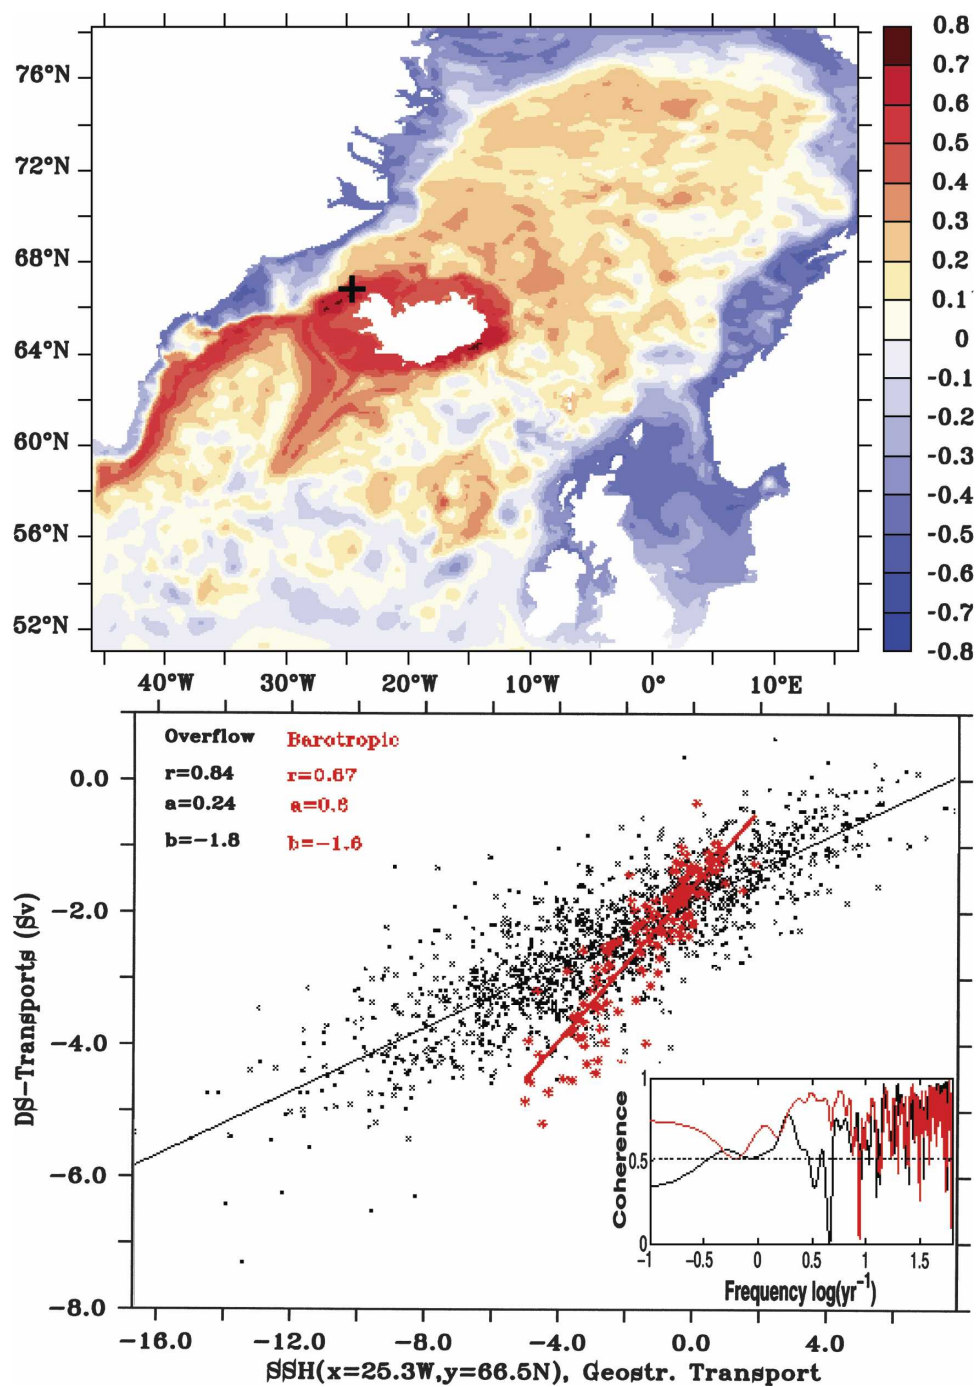 0.8
76°N
0.7
0.6
0.5
72°N
0.4
0.3
68°N
0.2
0.1
64°N
0
-0.1
-0.2
60°N
-0.3
-0.4
56°N
-0.5
-0.6
52°N
-0.7
-0.8
40°W 30°W 20°W 10°W 0° 10°E
Overflow Barotropic
r=0.84 r=0.67
a=0.24 a=0.6
b=-1.8 b=-1.6
DS-Transports (Sv)
0.0
-2.0
-4.0
-6.0
-8.0
Coherence
1
0.5
0
-1 -0.5 0 0.5 1 1.5
Frequency log(yr-1)
-16.0 -12.0 -8.0 -4.0 0.0 4.0
SSH(x=25.3W,y=66.5N), Geostr. Transport